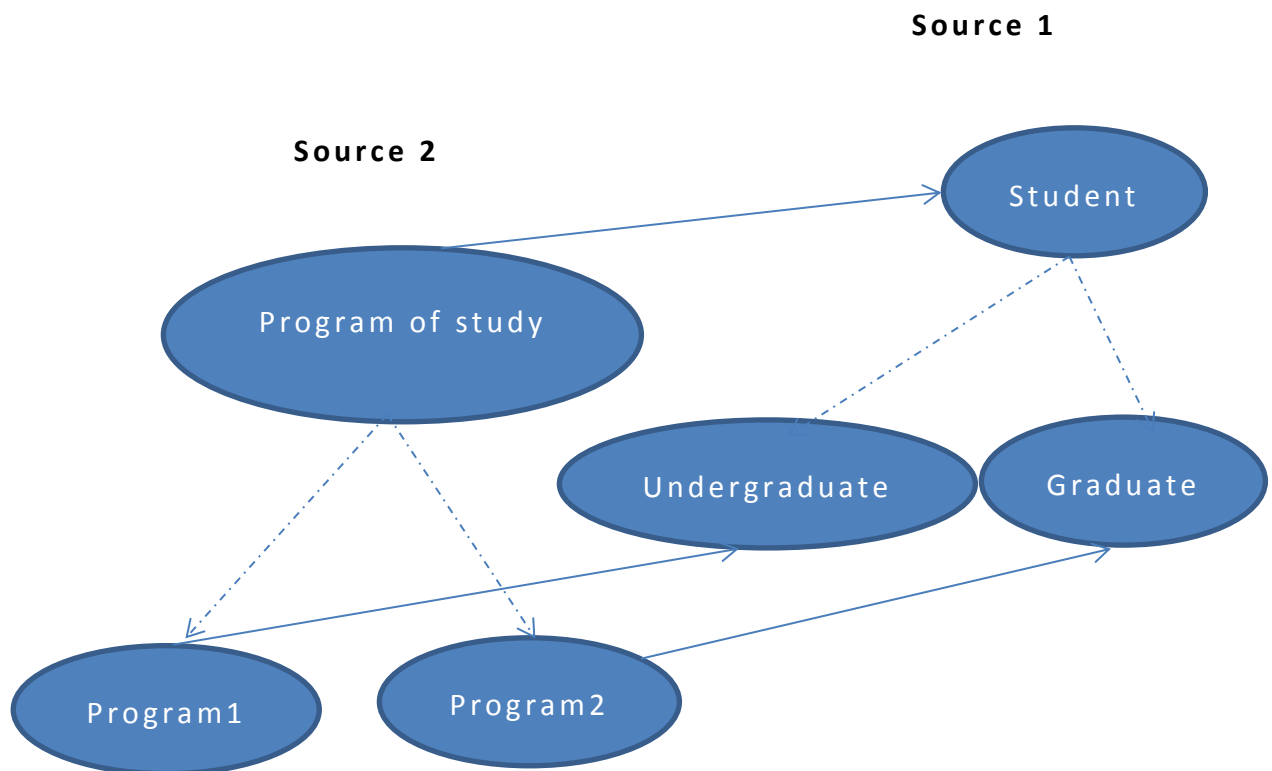 Source 1
Source 2
Student
Program of study
Undergraduate
Graduate
Program1
Program2